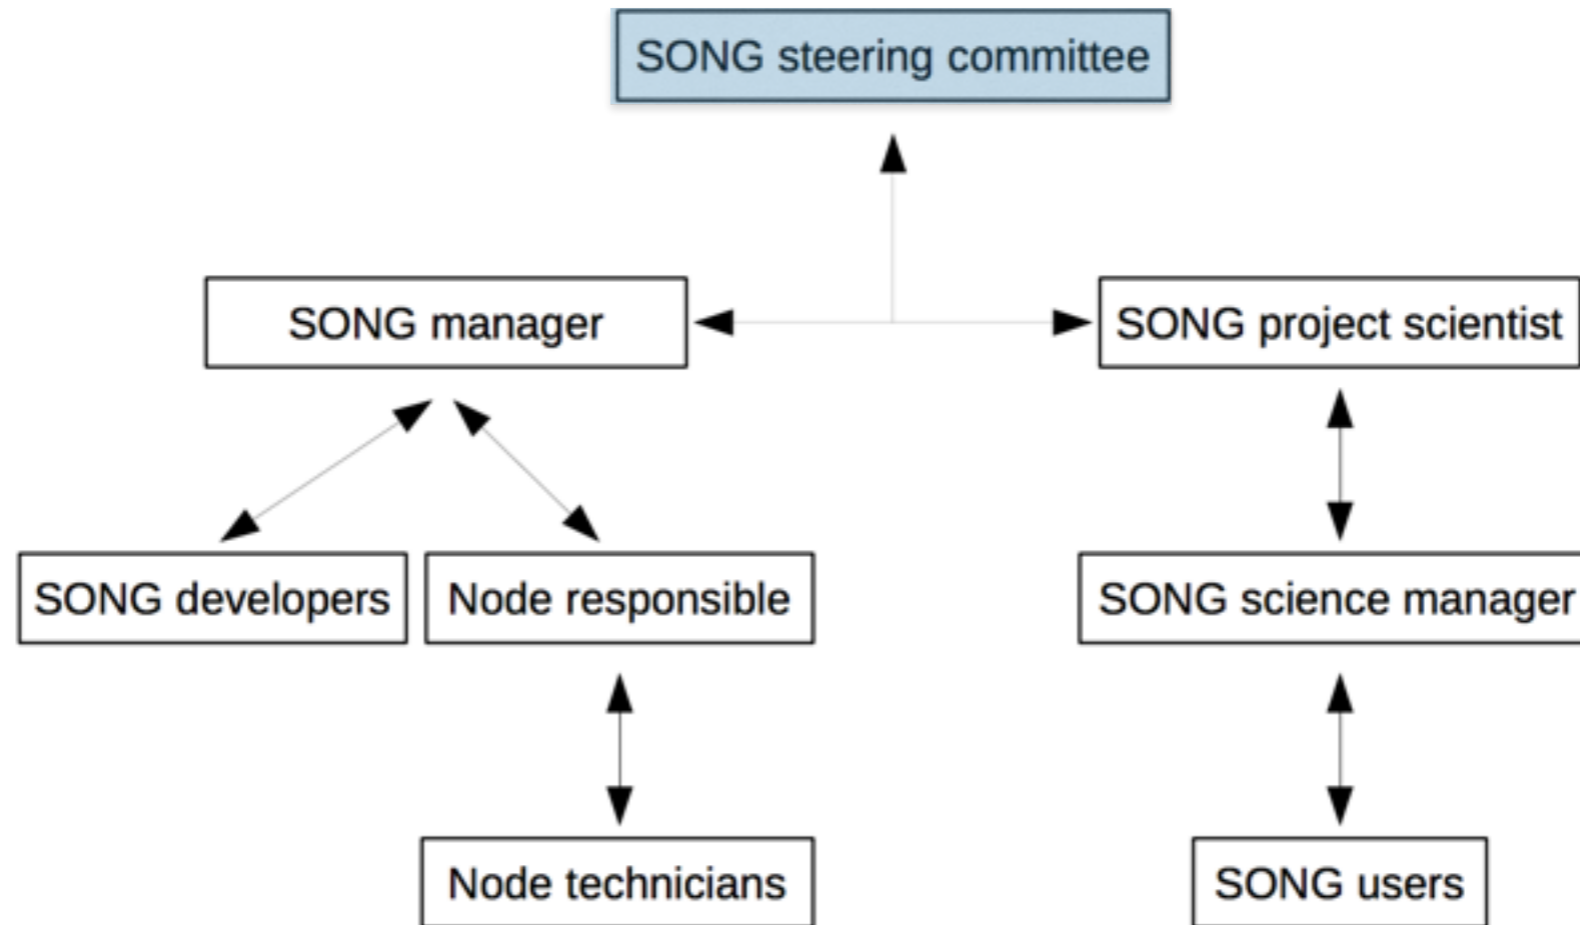 SONG steering committee
SONG manager
SONG project scientist
SONG developers
Node responsible
SONG science manager
Node technicians
SONG users